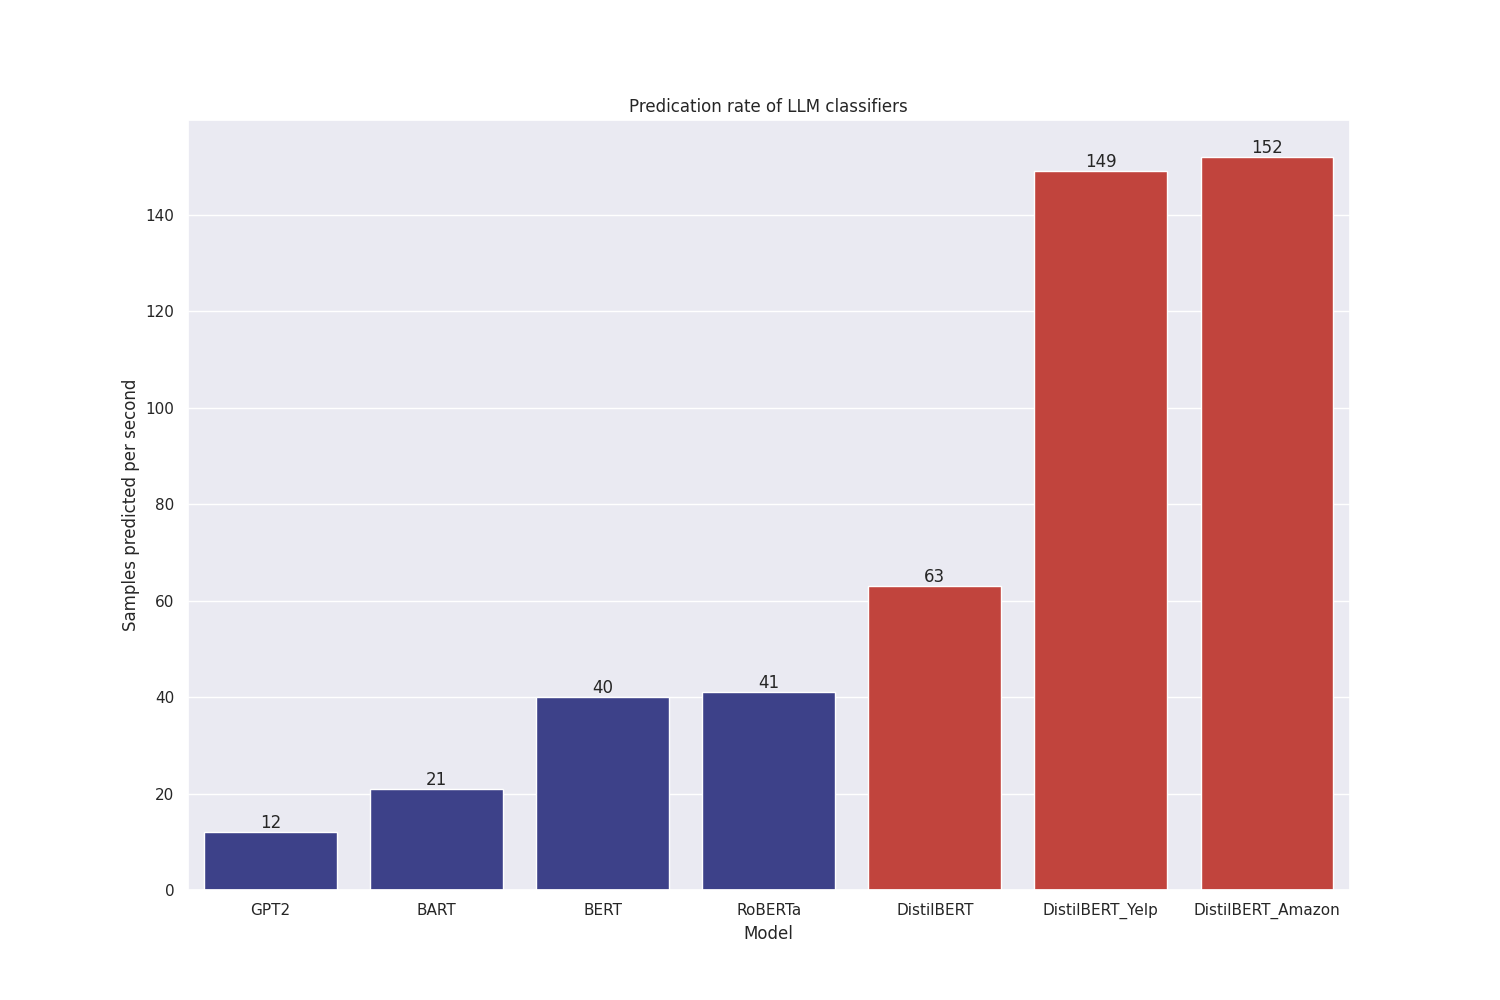 Predication rate of LLM classifiers
Samples predicted per second
140
120
100
80
60
40
20
0
12
21
40
41
63
149
152
GPT2
BART
BERT
RoBERTa
DistilBERT
DistilBERT_Yelp
DistilBERT_Amazon
Model